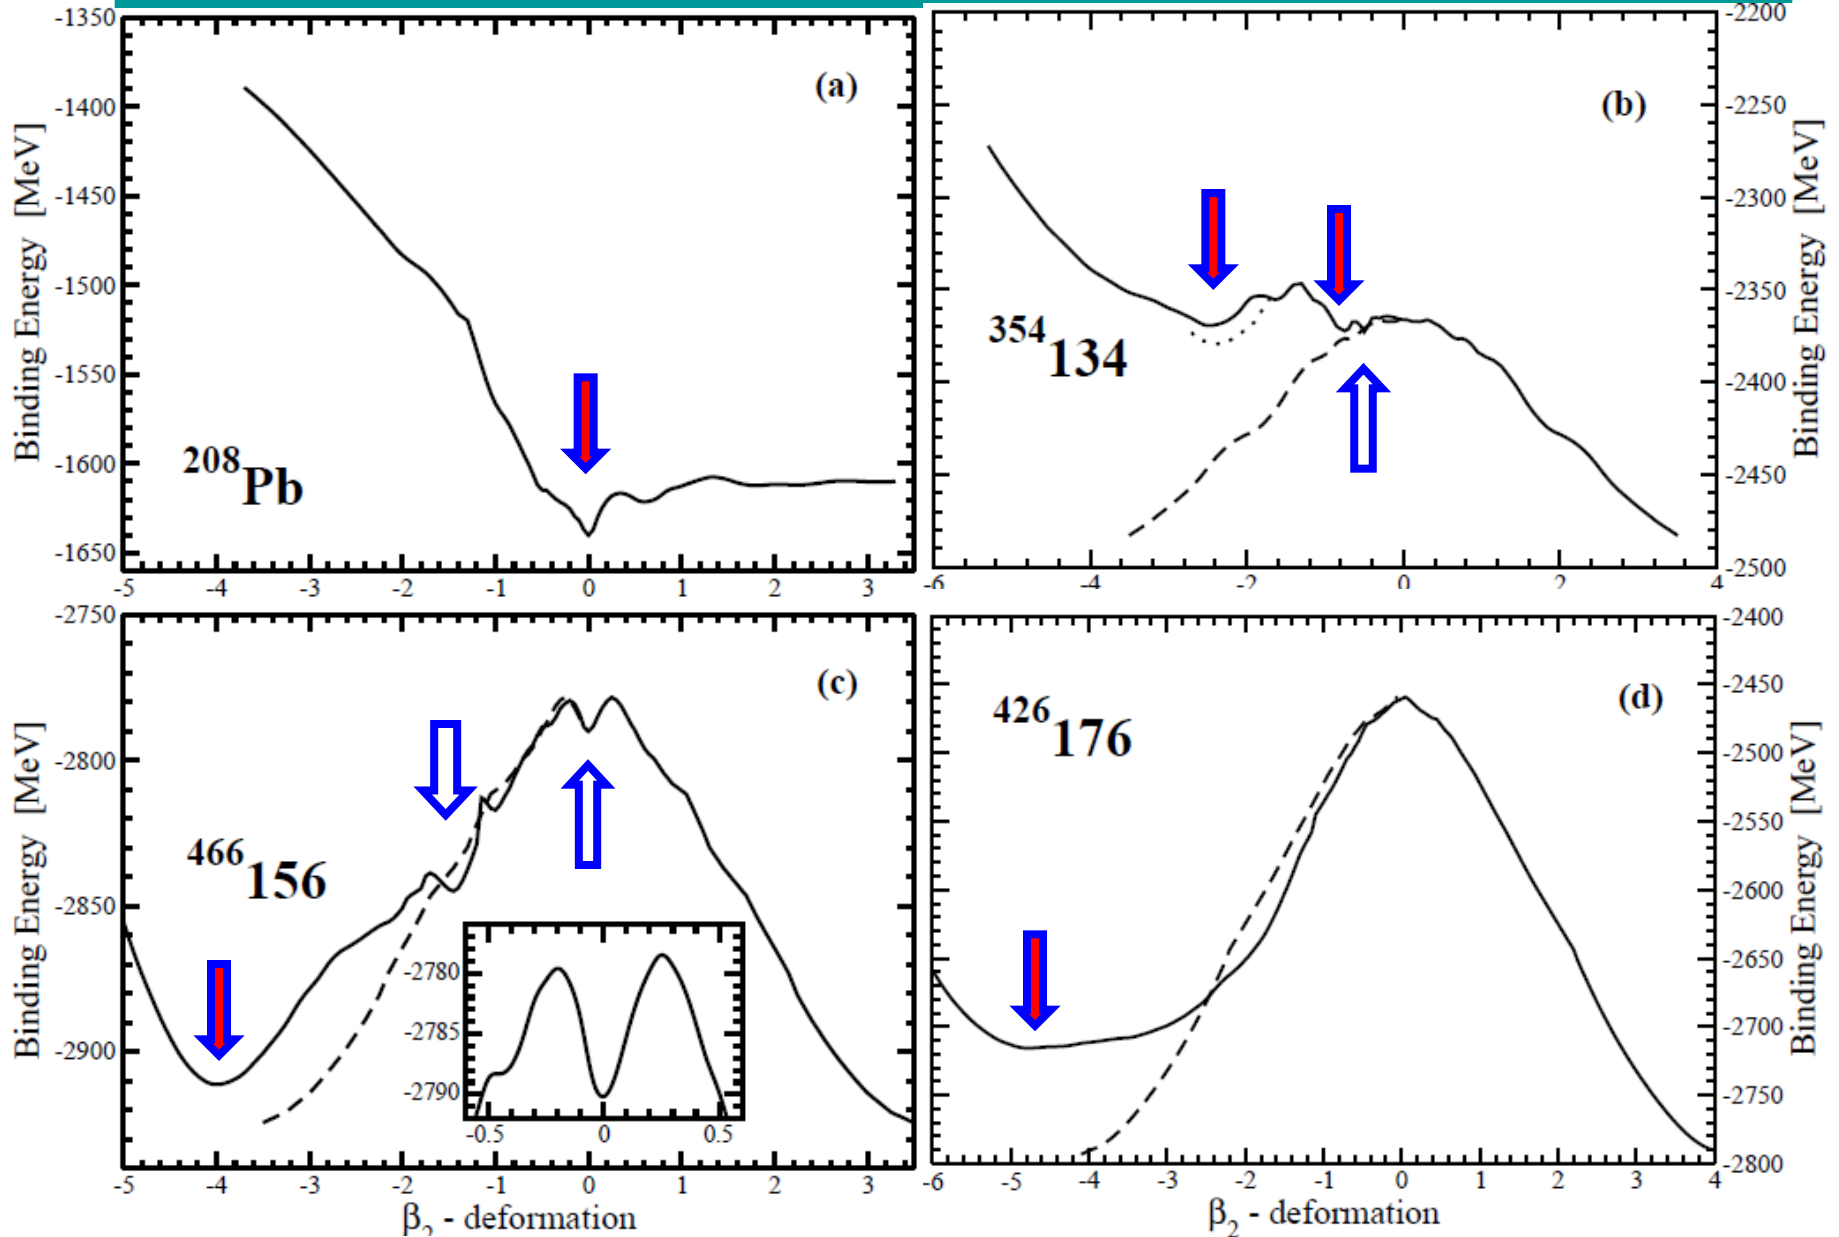 (a)
208Pb
Binding Energy [MeV]
-1350
-1400
-1450
-1500
-1550
-1600
-1650
-5 -4 -3 -2 -1 0 1 2 3
(b)
354134
Binding Energy [MeV]
-2200
-2250
-2300
-2350
-2400
-2450
-2500
-6 -4 -2 0 2 4
(c)
466156
Binding Energy [MeV]
-2750
-2800
-2850
-2900
-2780
-2785
-2790
-0.5 0 0.5
-5 -4 -3 -2 -1 0 1 2 3
β2 - deformation
(d)
426176
Binding Energy [MeV]
-2400
-2450
-2500
-2550
-2600
-2650
-2700
-2750
-2800
-6 -5 -4 -3 -2 -1 0 1 2 3 4
β2 - deformation